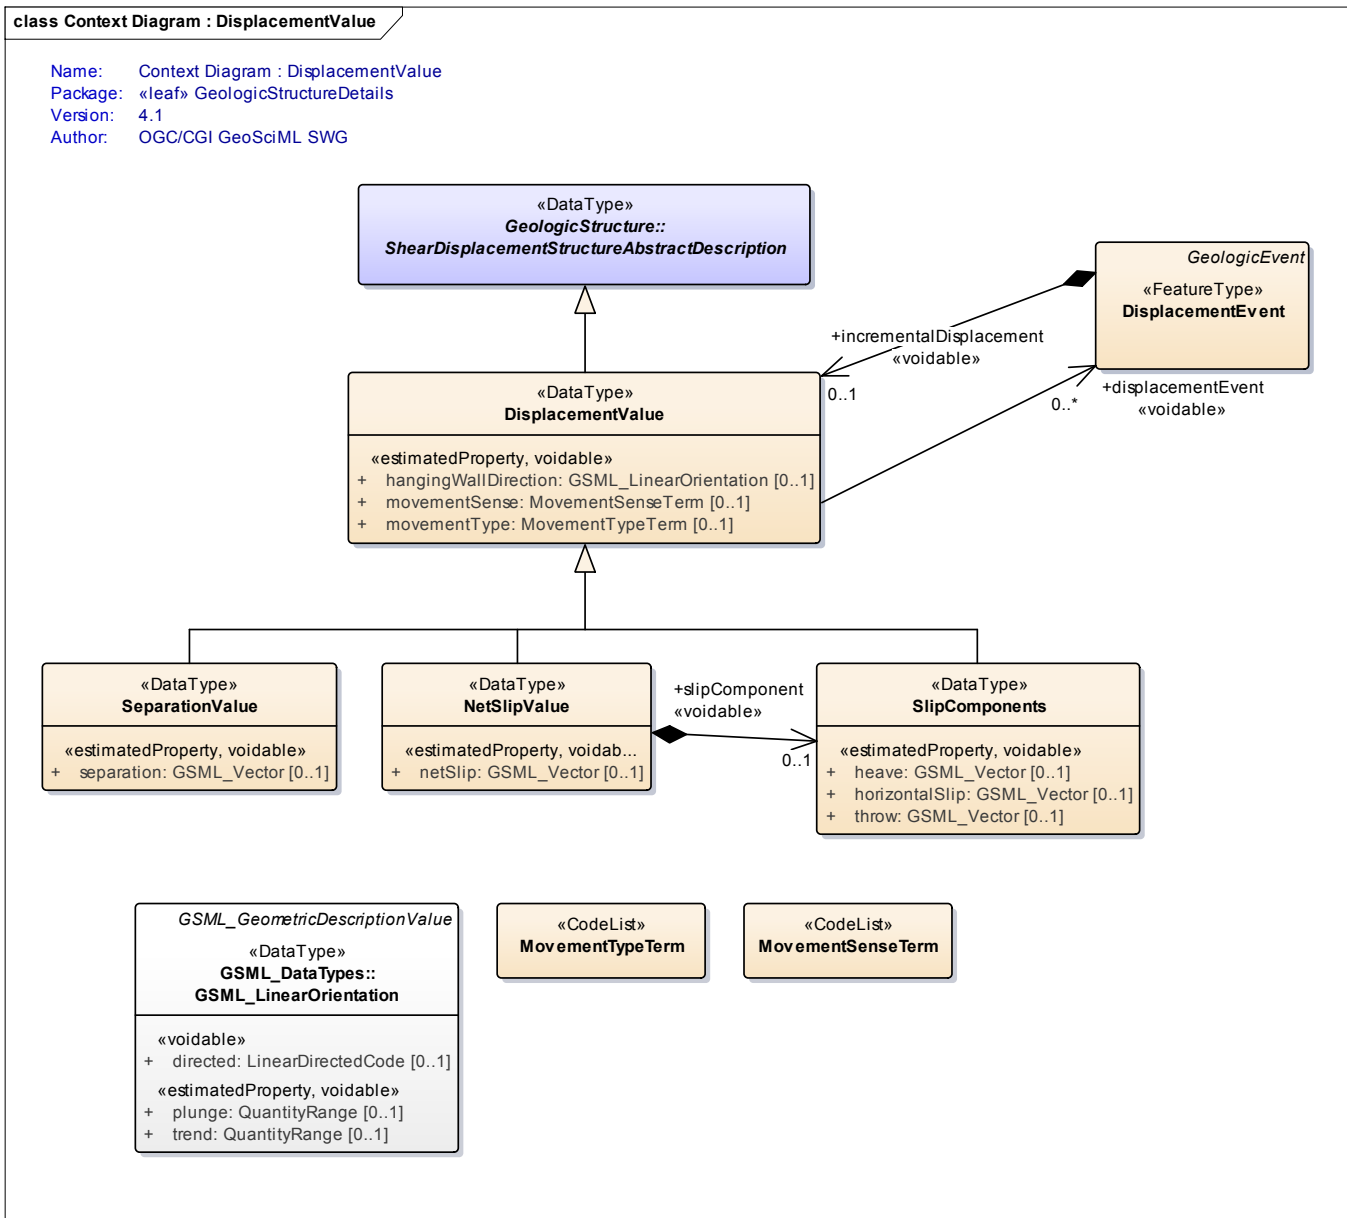 class Context Diagram : DisplacementValue
Name: Context Diagram : DisplacementValue
Package: «leaf» GeologicStructureDetails
Version: 4.1
Author: OGC/CGI GeoSciML SWG
«DataType»
GeologicStructure::
ShearDisplacementStructureAbstractDescription
GeologicEvent
«FeatureType»
DisplacementEvent
+incrementalDisplacement
«voidable»
0..1
+displacementEvent
«voidable»
0..*
«DataType»
DisplacementValue
«estimatedProperty, voidable»
+ hangingWallDirection: GSML_LinearOrientation [0..1]
+ movementSense: MovementSenseTerm [0..1]
+ movementType: MovementTypeTerm [0..1]
«DataType»
SeparationValue
«estimatedProperty, voidable»
+ separation: GSML_Vector [0..1]
«DataType»
NetSlipValue
«estimatedProperty, voidab...
+ netSlip: GSML_Vector [0..1]
+slipComponent
«voidable»
0..1
«DataType»
SlipComponents
«estimatedProperty, voidable»
+ heave: GSML_Vector [0..1]
+ horizontalSlip: GSML_Vector [0..1]
+ throw: GSML_Vector [0..1]
GSML_GeometricDescriptionValue
«DataType»
GSML_DataTypes::
GSML_LinearOrientation
«voidable»
+ directed: LinearDirectedCode [0..1]
«estimatedProperty, voidable»
+ plunge: QuantityRange [0..1]
+ trend: QuantityRange [0..1]
«CodeList»
MovementTypeTerm
«CodeList»
MovementSenseTerm